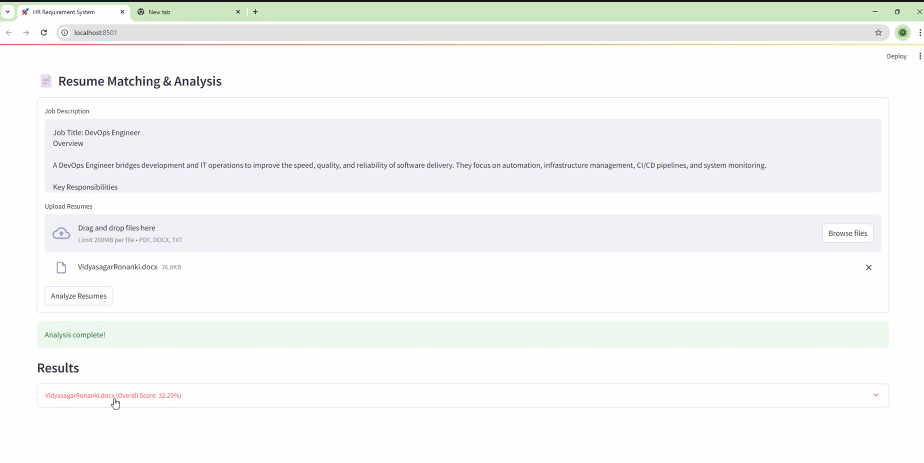 HR Requirement System
New tab
localhost:8501
Deploy
Resume Matching & Analysis
Job Description
Job Title: DevOps Engineer
Overview
A DevOps Engineer bridges development and IT operations to improve the speed, quality, and reliability of software delivery. They focus on automation, infrastructure management, CI/CD pipelines, and system monitoring.
Key Responsibilities
Upload Resumes
Drag and drop files here
Limit 200MB per file • PDF, DOCX, TXT
Browse files
VidyasagarRonanki.docx 36.8KB
Analyze Resumes
Analysis complete!
Results
VidyasagarRonanki.docx (Overall Score: 32.29%)